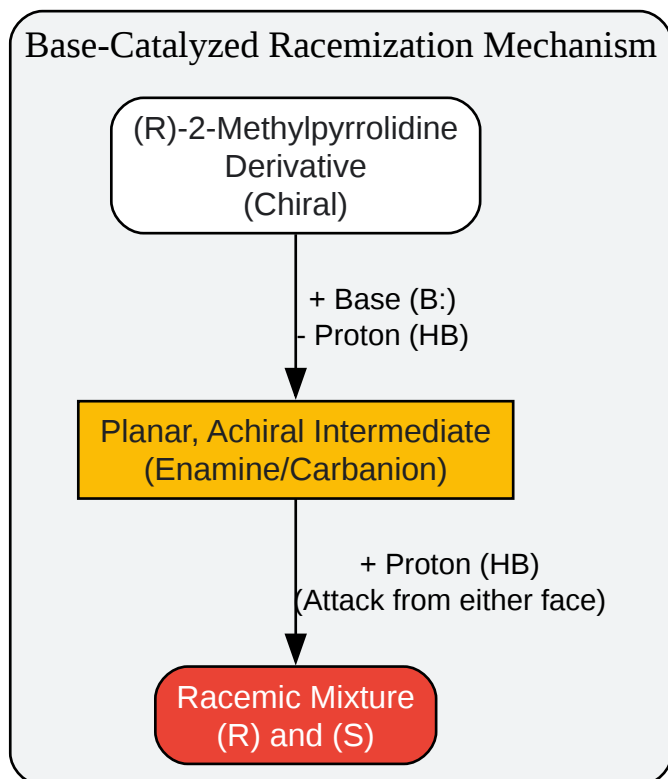 Base-Catalyzed Racemization Mechanism
(R)-2-Methylpyrrolidine
Derivative
(Chiral)
+ Base (B:)
- Proton (HB)
Planar, Achiral Intermediate
(Enamine/Carbanion)
+ Proton (HB)
(Attack from either face)
Racemic Mixture
(R) and (S)